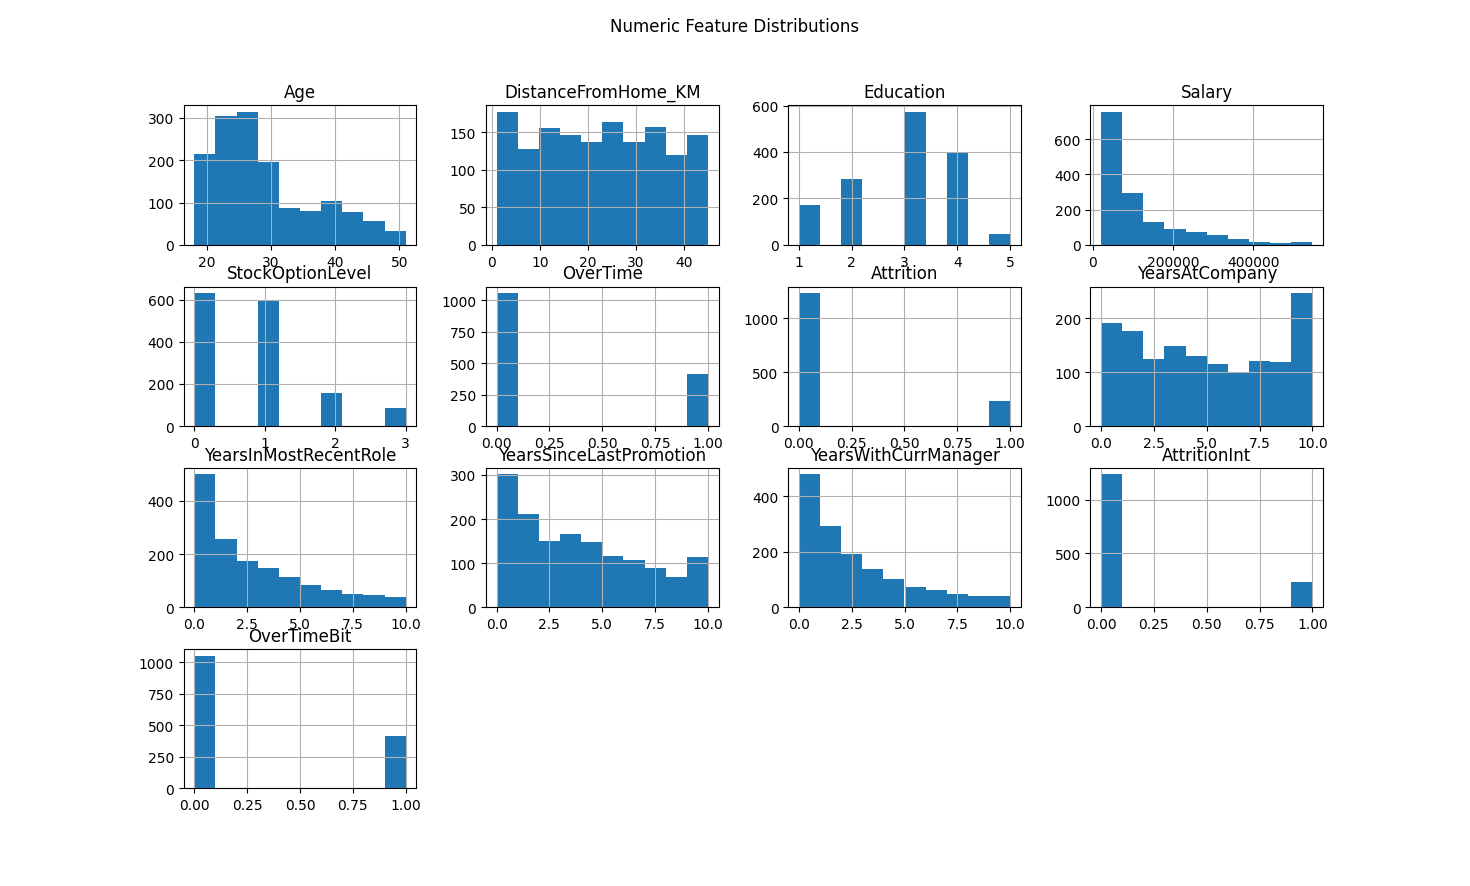 Numeric Feature Distributions
Age
DistanceFromHome_KM
Education
Salary
300
200
100
0
20 30 40 50
150
100
50
0
0 10 20 30 40
600
400
200
0
1 2 3 4 5
600
400
200
0
0 200000 400000
StockOptionLevel
OverTime
Attrition
YearsAtCompany
600
400
200
0
0 1 2 3
1000
750
500
250
0
0.00 0.25 0.50 0.75 1.00
1000
500
0
0.00 0.25 0.50 0.75 1.00
200
100
0
0.0 2.5 5.0 7.5 10.0
YearsInMostRecentRole
YearsSinceLastPromotion
YearsWithCurrManager
AttritionInt
400
200
0
0.0 2.5 5.0 7.5 10.0
300
200
100
0
0.0 2.5 5.0 7.5 10.0
400
200
0
0.0 2.5 5.0 7.5 10.0
1000
500
0
0.00 0.25 0.50 0.75 1.00
OverTimeBit
1000
750
500
250
0
0.00 0.25 0.50 0.75 1.00